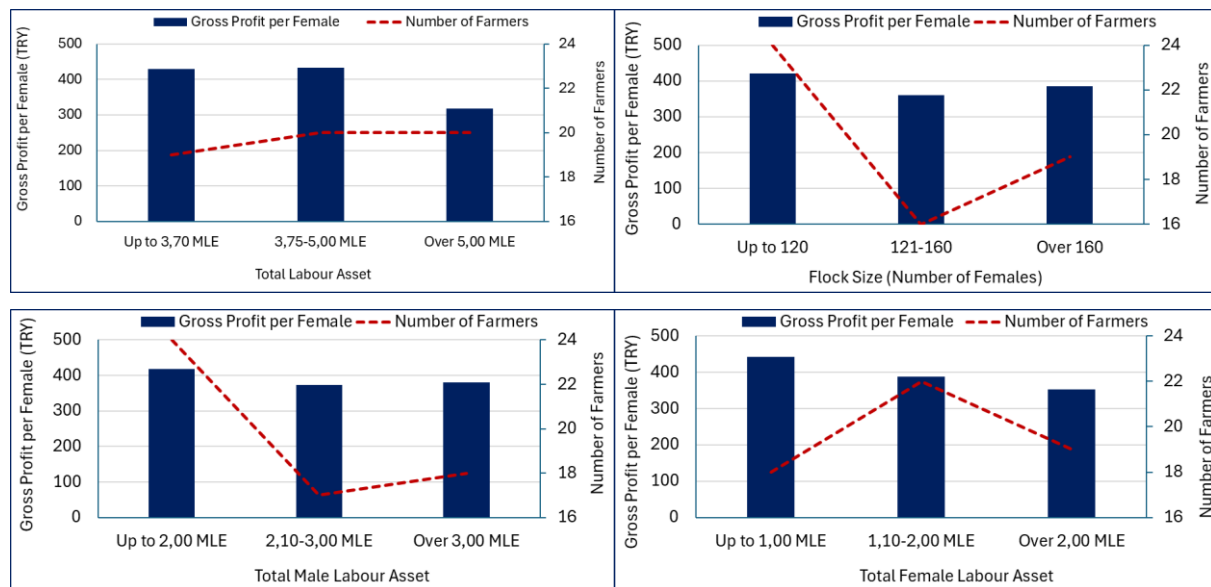 Gross Profit per Female Number of Farmers
Gross Profit per Female (TRY)
500
400
300
200
100
0
24
22
20
18
16
Number of Farmers
Up to 3,70 MLE 3,75-5,00 MLE Over 5,00 MLE
Total Labour Asset
Gross Profit per Female Number of Farmers
Gross Profit per Female (TRY)
500
400
300
200
100
0
24
22
20
18
16
Number of Farmers
Up to 120 121-160 Over 160
Flock Size (Number of Females)
Gross Profit per Female Number of Farmers
Gross Profit per Female (TRY)
500
400
300
200
100
0
24
22
20
18
16
Number of Farmers
Up to 2,00 MLE 2,10-3,00 MLE Over 3,00 MLE
Total Male Labour Asset
Gross Profit per Female Number of Farmers
Gross Profit per Female (TRY)
500
400
300
200
100
0
24
22
20
18
16
Number of Farmers
Up to 1,00 MLE 1,10-2,00 MLE Over 2,00 MLE
Total Female Labour Asset